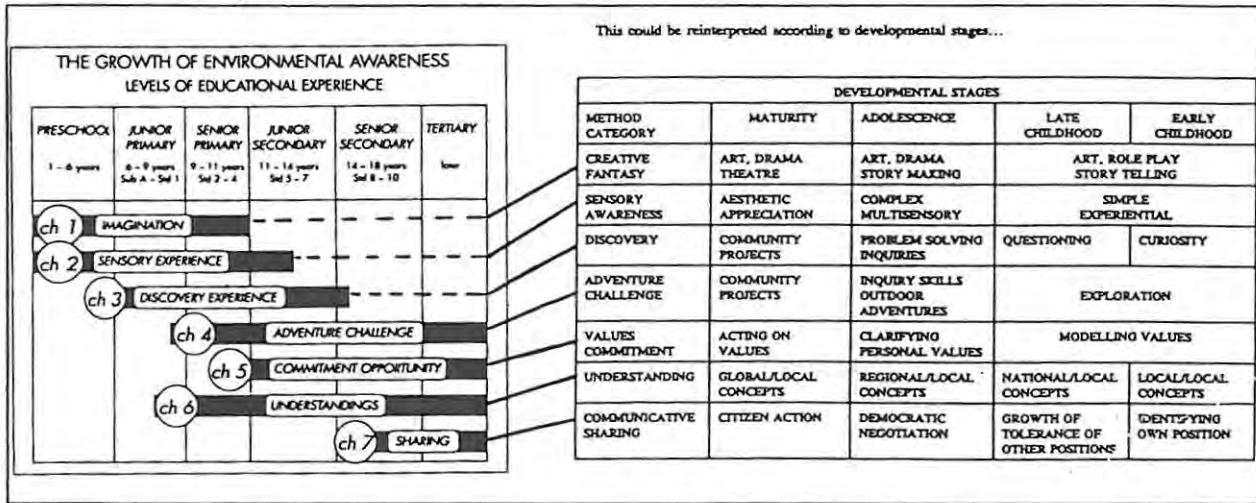 This could be reinterpreted according to developmental stages...
THE GROWTH OF ENVIRONMENTAL AWARENESS
LEVELS OF EDUCATIONAL EXPERIENCE
PRESCHOOL
1 - 6 years
JUNIOR
PRIMARY
6 - 9 years
Sub A - Std 1
SENIOR
PRIMARY
9 - 11 years
Std 2 - 4
JUNIOR
SECONDARY
11 - 14 years
Std 5 - 7
SENIOR
SECONDARY
14 - 18 years
Std 8 - 10
TERTIARY
ch 1 IMAGINATION
ch 2 SENSORY EXPERIENCE
ch 3 DISCOVERY EXPERIENCE
ch 4 ADVENTURE CHALLENGE
ch 5 COMMITMENT OPPORTUNITY
ch 6 UNDERSTANDINGS
ch 7 SHARING
DEVELOPMENTAL STAGES
METHOD
CATEGORY
MATURITY
ADOLESCENCE
LATE
CHILDHOOD
EARLY
CHILDHOOD
CREATIVE
FANTASY
ART, DRAMA
THEATRE
ART, DRAMA
STORY MAKING
ART, ROLE PLAY
STORY TELLING
SENSORY
AWARENESS
AESTHETIC
APPRECIATION
COMPLEX
MULTISENSORY
SIMPLE
EXPERIENTIAL
DISCOVERY
COMMUNITY
PROJECTS
PROBLEM SOLVING
INQUIRIES
QUESTIONING
CURIOSITY
ADVENTURE
CHALLENGE
COMMUNITY
PROJECTS
INQUIRY SKILLS
OUTDOOR
ADVENTURES
EXPLORATION
VALUES
COMMITMENT
ACTING ON
VALUES
CLARIFYING
PERSONAL VALUES
MODELLING VALUES
UNDERSTANDING
GLOBAL/LOCAL
CONCEPTS
REGIONAL/LOCAL
CONCEPTS
NATIONAL/LOCAL
CONCEPTS
LOCAL/LOCAL
CONCEPTS
COMMUNICATIVE
SHARING
CITIZEN ACTION
DEMOCRATIC
NEGOTIATION
GROWTH OF
TOLERANCE OF
OTHER POSITIONS
IDENTIFYING
OWN POSITION